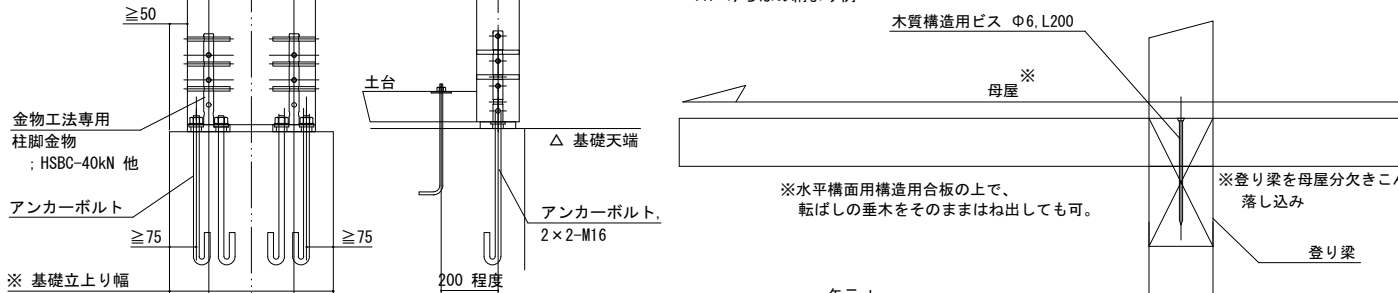 ≧50
金物工法専用
柱脚金物
；HSBC-40kN 他
アンカーボルト
≧75
≧75
※ 基礎立上り幅
土台
△ 基礎天端
アンカーボルト,
2×2-M16
200 程度
木質構造用ビス Φ6,L200
※
母屋
※水平構面用構造用合板の上で、
転ばしの垂木をそのままはね出しても可。
※登り梁を母屋分欠きこん
落し込み
登り梁